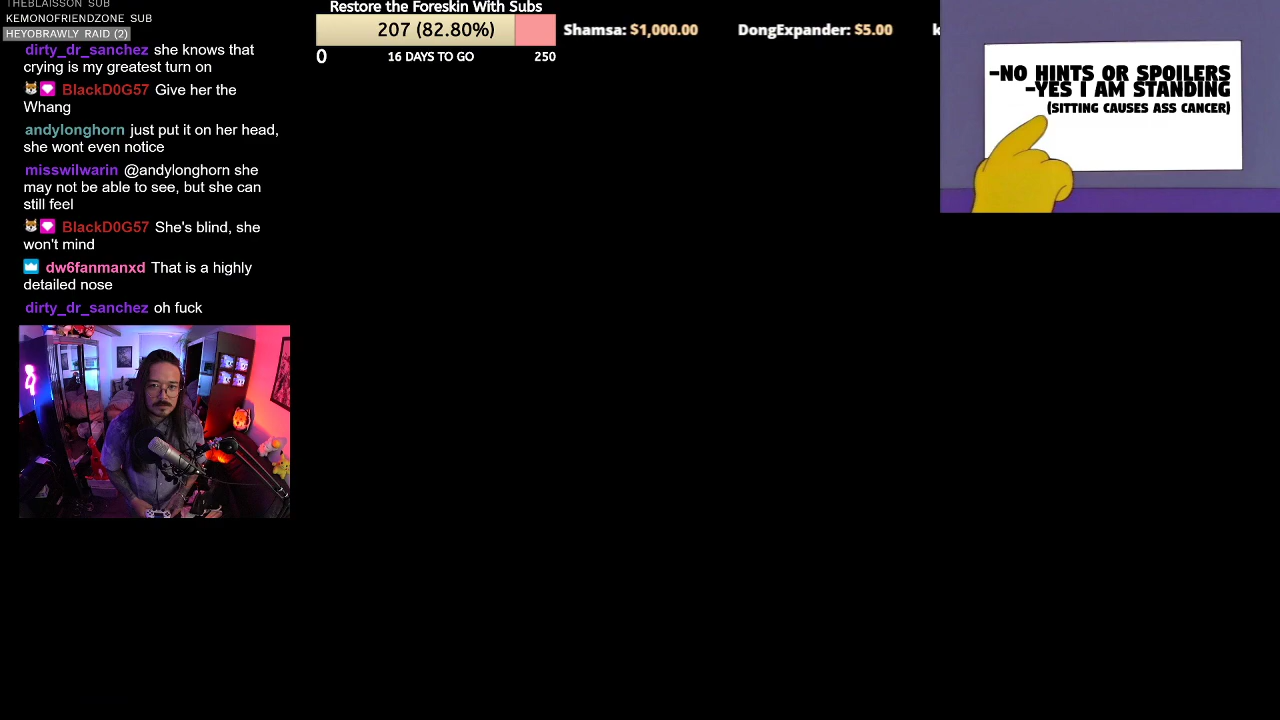 THEBLAISSON SUB
KEMONOFRIENDZONE SUB
HEYOBRAWLY RAID (2)
dirty_dr_sanchez she knows that
crying is my greatest turn on
BlackD0G57 Give her the
Whang
andylonghorn just put it on her head,
she wont even notice
misswilwarin @andylonghorn she
may not be able to see, but she can
still feel
BlackD0G57 She's blind, she
won't mind
dw6fanmanxd That is a highly
detailed nose
dirty_dr_sanchez oh fuck
Restore the Foreskin With Subs
207 (82.80%)
0 16 DAYS TO GO 250
Shamsa: $1,000.00 DongExpander: $5.00 k
-NO HINTS OR SPOILERS
-YES I AM STANDING
(SITTING CAUSES ASS CANCER)